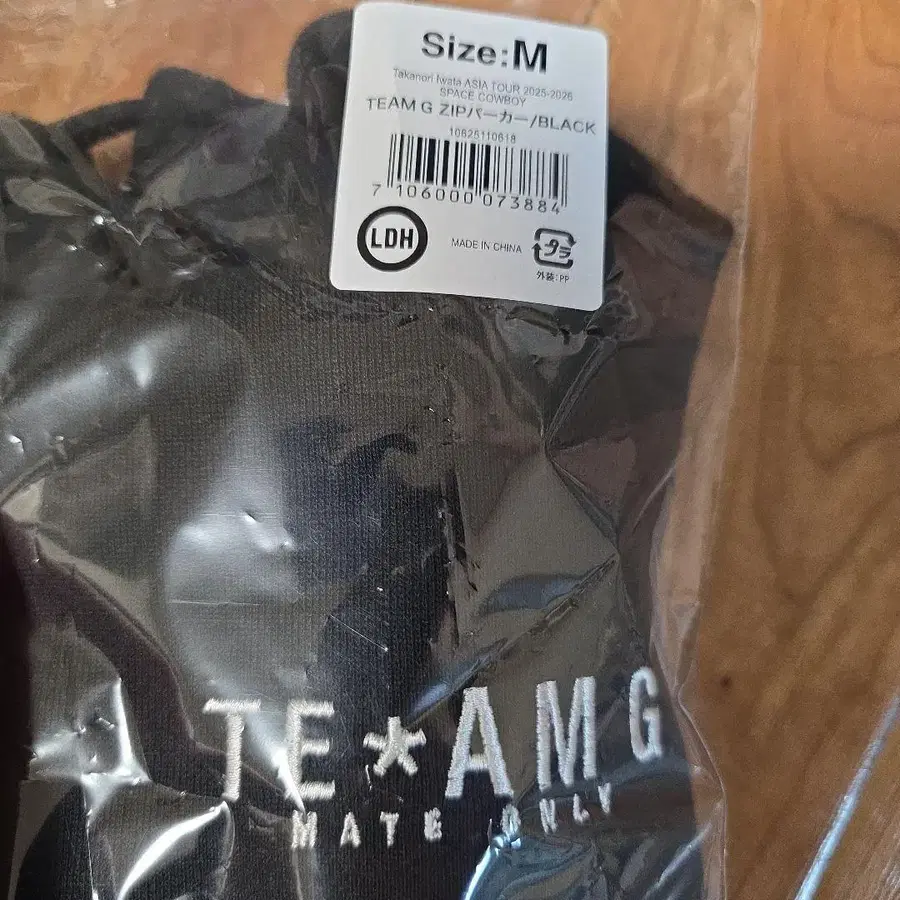 Size:M
Takanori Iwata ASIA TOUR 2025-2026
SPACE COWBOY
TEAM G ZIPパーカー/BLACK
10625110618
7 106000 073884
LDH
MADE IN CHINA
プラ
外装:PP
TE★AMG
MATE ONLY